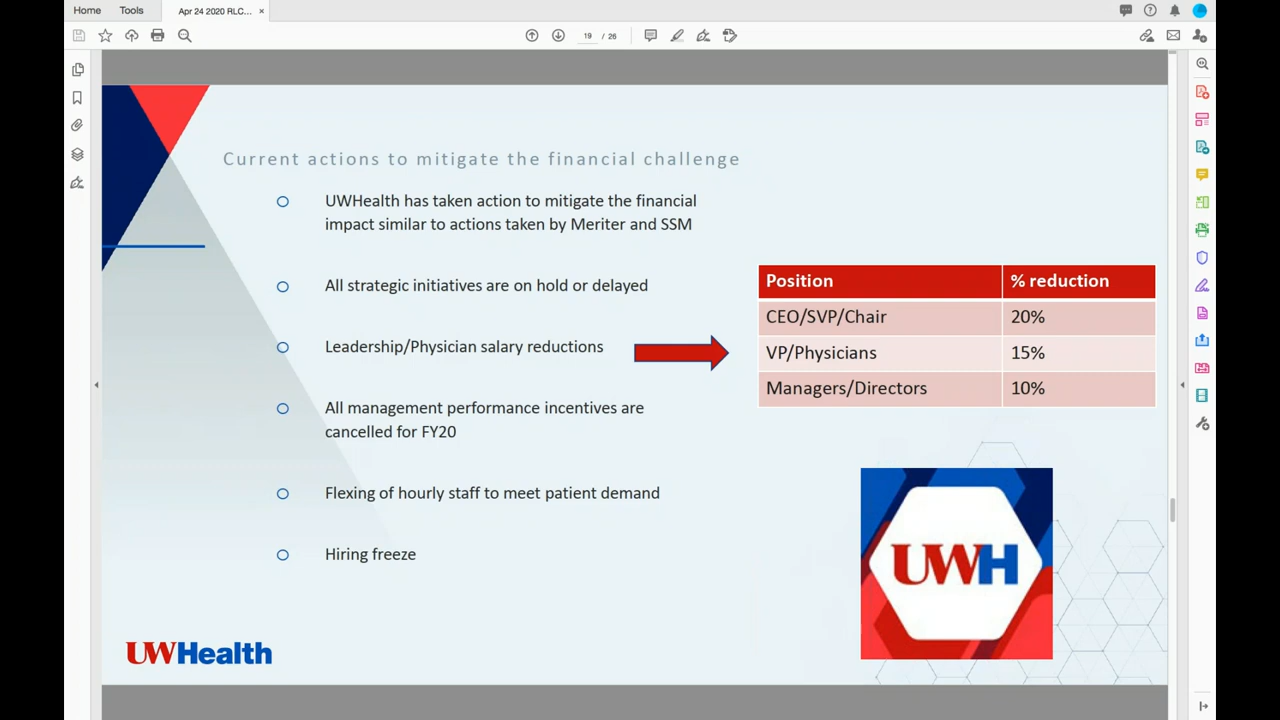 Home
Tools
Apr 24 2020 RLC... ×
19 / 26
Current actions to mitigate the financial challenge
UWHealth has taken action to mitigate the financial
impact similar to actions taken by Meriter and SSM
All strategic initiatives are on hold or delayed
Leadership/Physician salary reductions
All management performance incentives are
cancelled for FY20
Flexing of hourly staff to meet patient demand
Hiring freeze
Position % reduction
CEO/SVP/Chair 20%
VP/Physicians 15%
Managers/Directors 10%
UWH
UWHealth